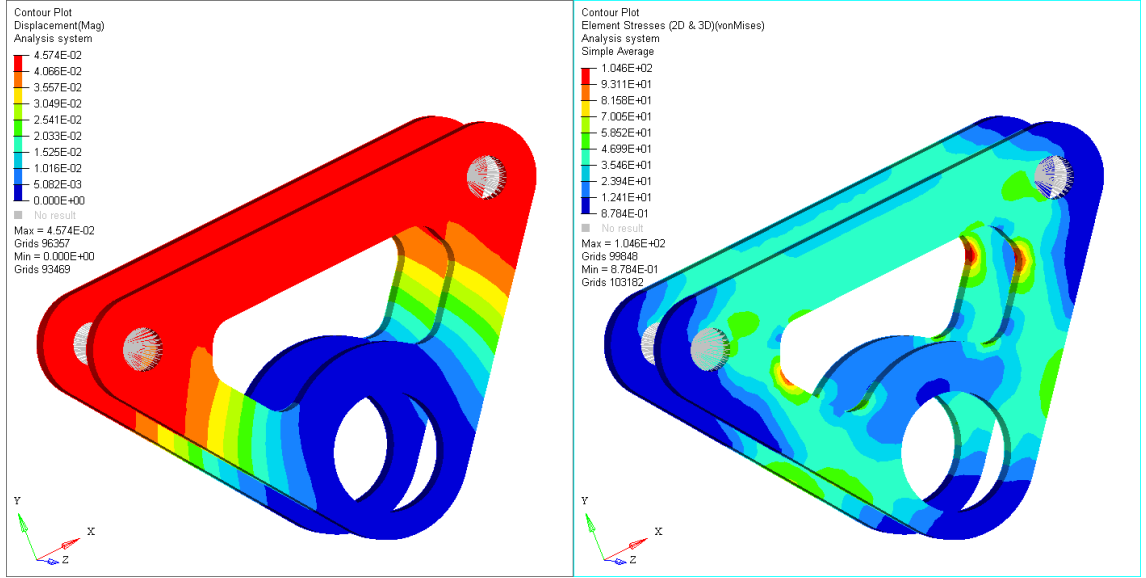 Contour Plot
Displacement(Mag)
Analysis system
4.574E-02
4.066E-02
3.557E-02
3.049E-02
2.541E-02
2.033E-02
1.525E-02
1.016E-02
5.082E-03
0.000E+00
No result
Max = 4.574E-02
Grids 96357
Min = 0.000E+00
Grids 93469
Y
X
Z
Contour Plot
Element Stresses (2D & 3D)(vonMises)
Analysis system
Simple Average
1.046E+02
9.311E+01
8.158E+01
7.005E+01
5.852E+01
4.699E+01
3.546E+01
2.394E+01
1.241E+01
8.784E-01
No result
Max = 1.046E+02
Grids 99848
Min = 8.784E-01
Grids 103182
Y
X
Z